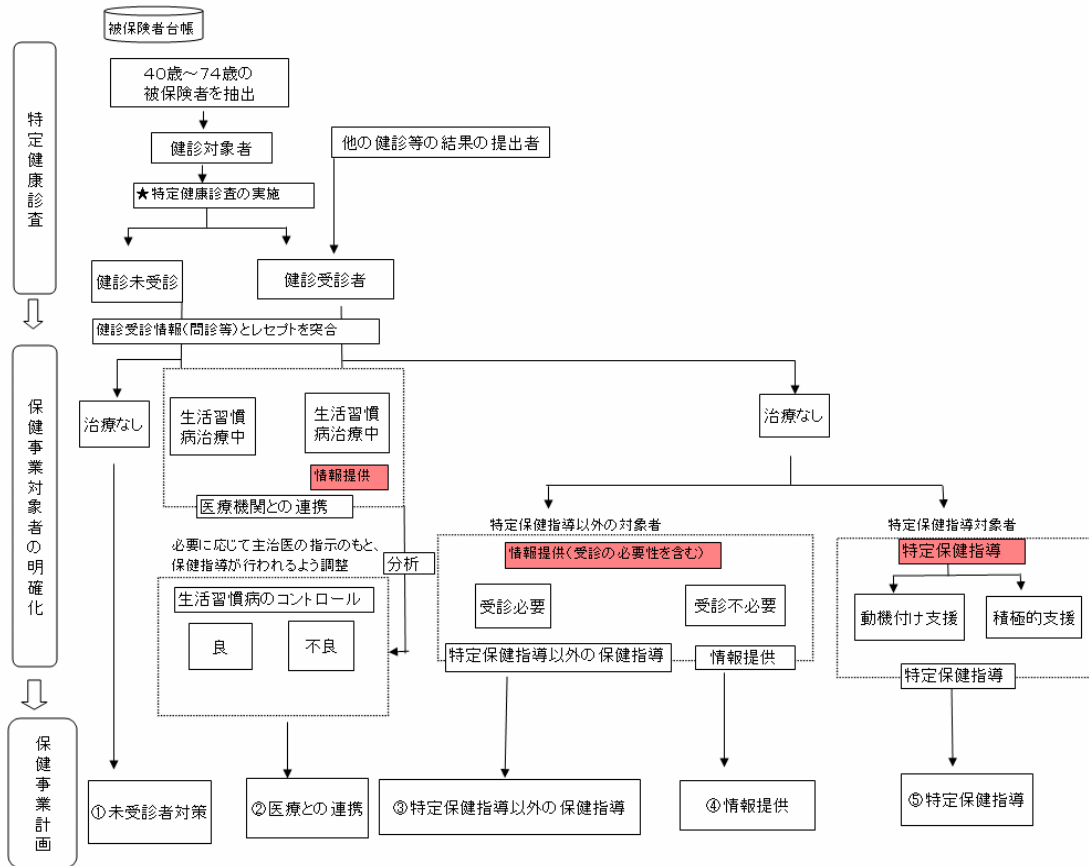 被保険者台帳
40歳～74歳の
被保険者を抽出
特定健康診査
健診対象者
他の健診等の結果の提出者
★特定健康診査の実施
健診未受診
健診受診者
健診受診情報(問診等)とレセプトを突合
保健事業対象者の明確化
治療なし
生活習慣
病治療中
生活習慣
病治療中
治療なし
情報提供
医療機関との連携
必要に応じて主治医の指示のもと、
保健指導が行われるよう調整
分析
特定保健指導以外の対象者
特定保健指導対象者
情報提供(受診の必要性を含む)
特定保健指導
生活習慣病のコントロール
良
不良
受診必要
受診不必要
動機付け支援
積極的支援
特定保健指導以外の保健指導
情報提供
特定保健指導
保健事業計画
①未受診者対策
②医療との連携
③特定保健指導以外の保健指導
④情報提供
⑤特定保健指導